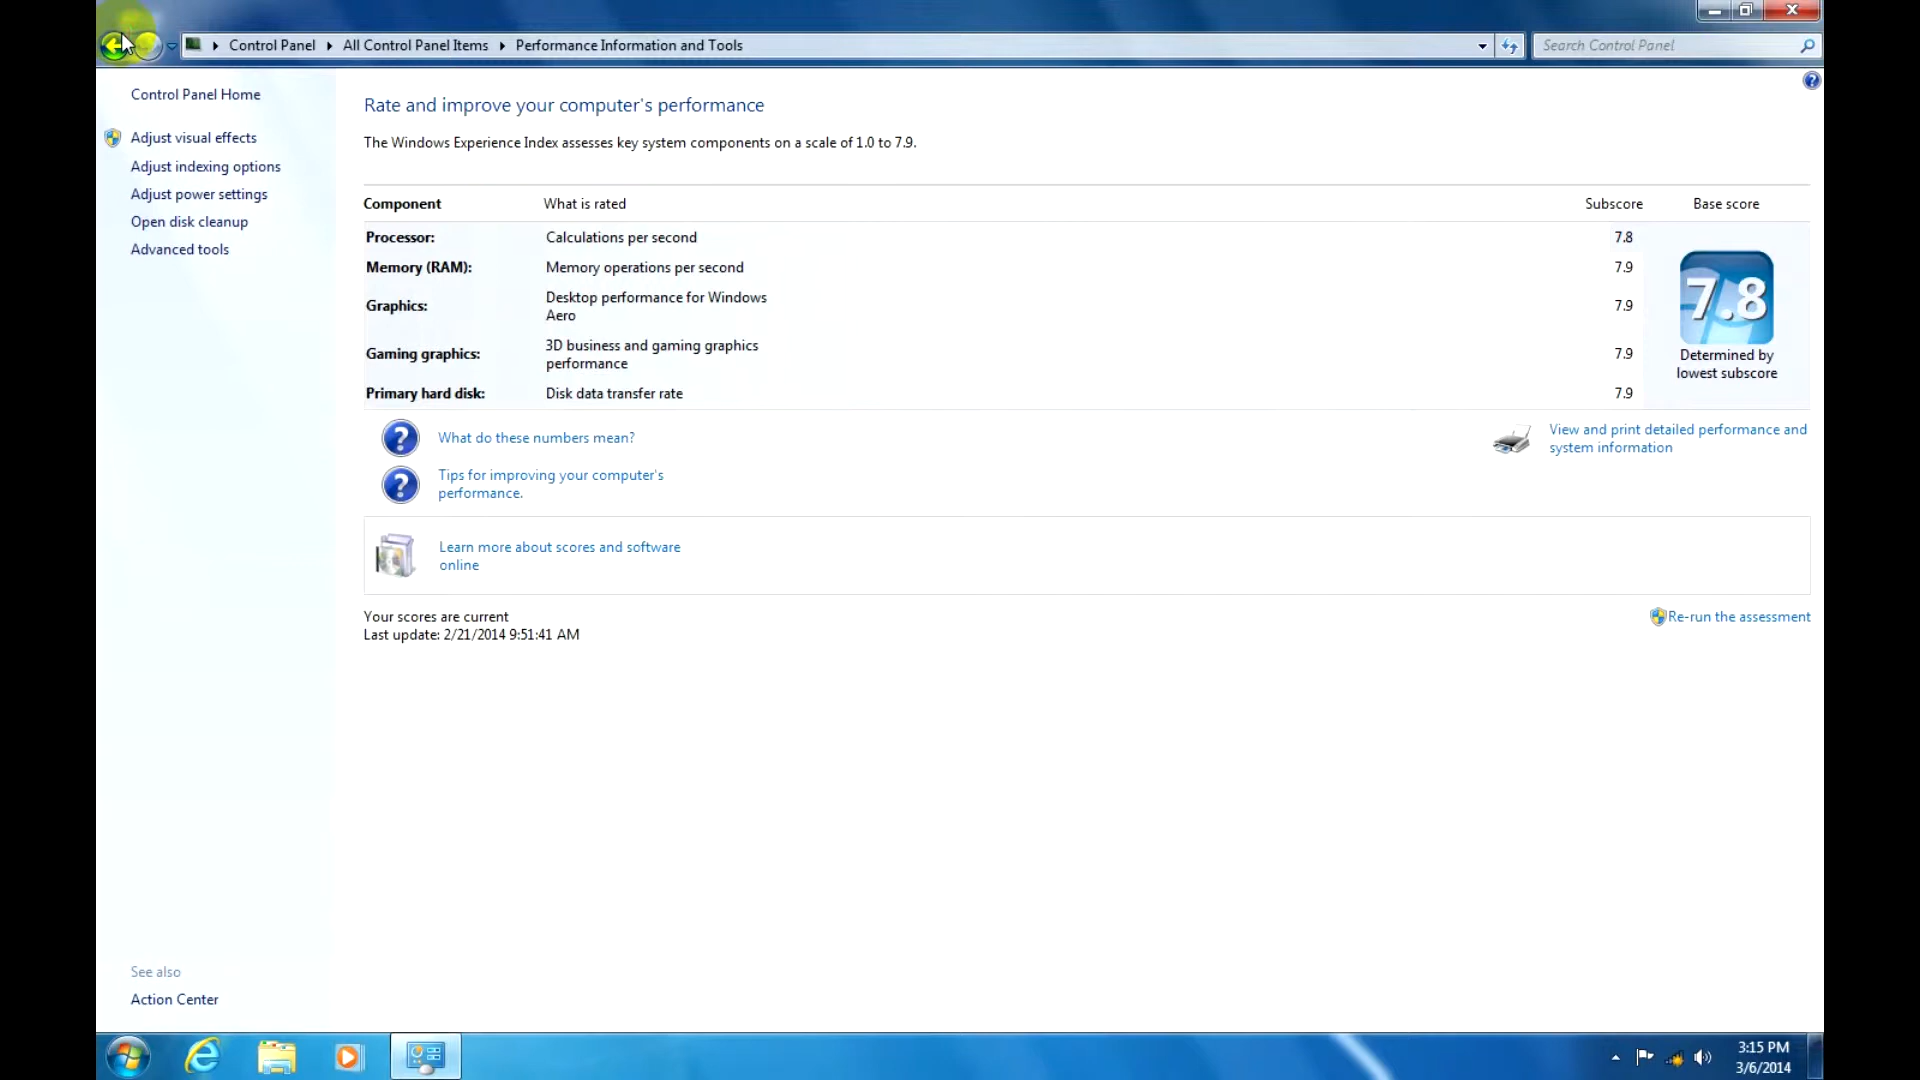 Control Panel
All Control Panel Items
Performance Information and Tools
Search Control Panel
Control Panel Home
Adjust visual effects
Adjust indexing options
Adjust power settings
Open disk cleanup
Advanced tools
Rate and improve your computer's performance
The Windows Experience Index assesses key system components on a scale of 1.0 to 7.9.
Component What is rated Subscore Base score
Processor: Calculations per second 7.8
Memory (RAM): Memory operations per second 7.9
Graphics: Desktop performance for Windows
Aero 7.9
Gaming graphics: 3D business and gaming graphics
performance 7.9
Primary hard disk: Disk data transfer rate 7.9
7.8
Determined by
lowest subscore
What do these numbers mean?
Tips for improving your computer's
performance.
View and print detailed performance and
system information
Learn more about scores and software
online
Your scores are current
Last update: 2/21/2014 9:51:41 AM
Re-run the assessment
See also
Action Center
3:15 PM
3/6/2014